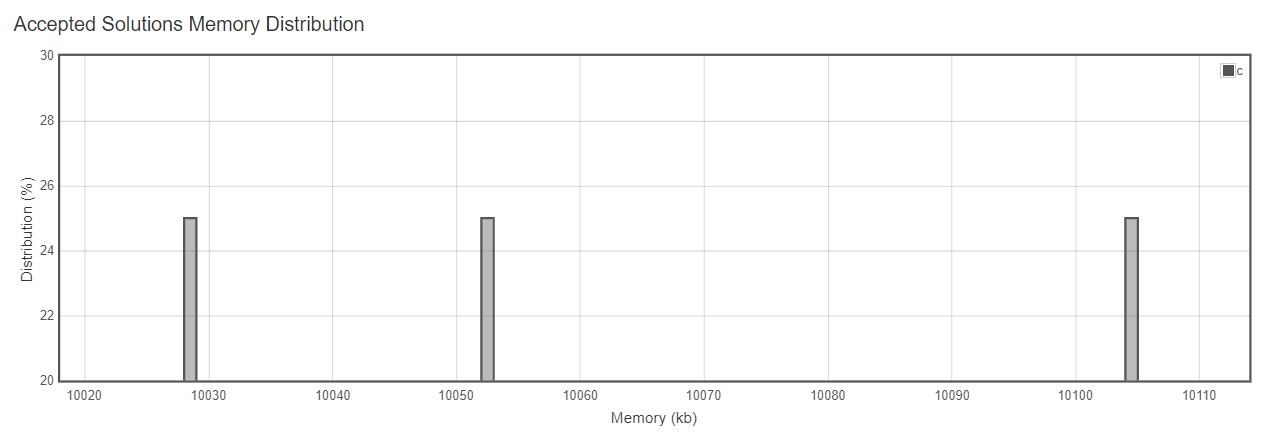 Accepted Solutions Memory Distribution
30
28
26
24
22
20
Distribution (%)
c
10020 10030 10040 10050 10060 10070 10080 10090 10100 10110
Memory (kb)